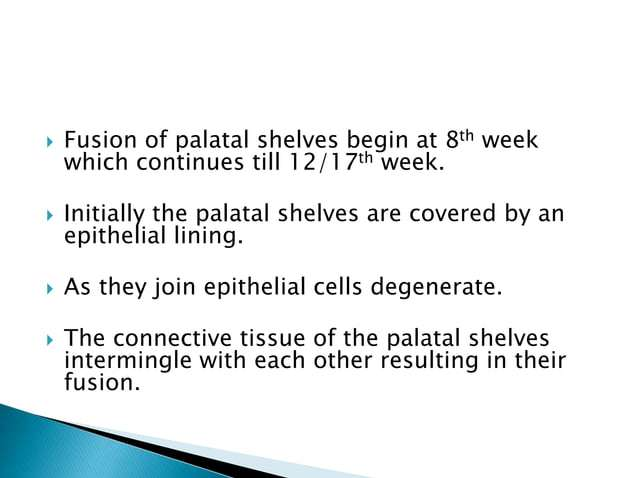 Fusion of palatal shelves begin at 8th week
which continues till 12/17th week.
Initially the palatal shelves are covered by an
epithelial lining.
As they join epithelial cells degenerate.
The connective tissue of the palatal shelves
intermingle with each other resulting in their
fusion.